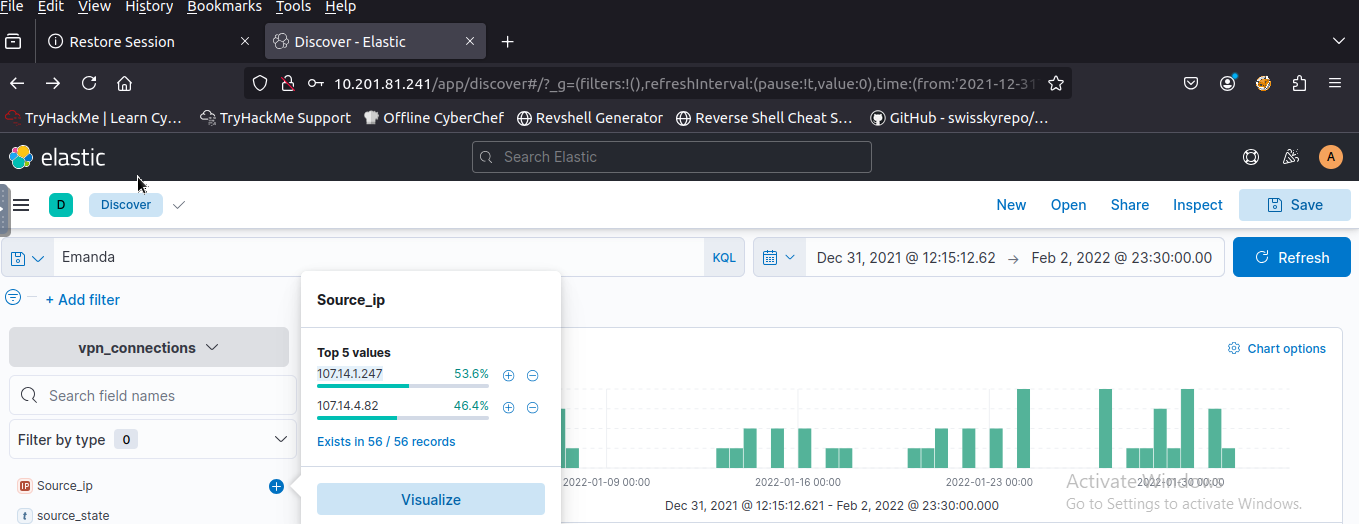 File Edit View History Bookmarks Tools Help
Restore Session Discover - Elastic
10.201.81.241/app/discover#/?_g=(filters:!(),refreshInterval:(pause:!t,value:0),time:(from:'2021-12-31
TryHackMe | Learn Cy… TryHackMe Support Offline CyberChef Revshell Generator Reverse Shell Cheat S… GitHub - swisskyrepo/…
elastic Search Elastic A
D Discover New Open Share Inspect Save
Emanda KQL Dec 31, 2021 @ 12:15:12.62 → Feb 2, 2022 @ 23:30:00.00 Refresh
+ Add filter
Source_ip
vpn_connections Chart options
Top 5 values
107.14.1.247 53.6%
Search field names
107.14.4.82 46.4%
Filter by type 0 Exists in 56 / 56 records
Source_ip 2022-01-09 00:00 2022-01-16 00:00 2022-01-23 00:00 2022-01-30 00:00
Activate Windows
Visualize Dec 31, 2021 @ 12:15:12.621 - Feb 2, 2022 @ 23:30:00.000 Go to Settings to activate Windows.
t source_state